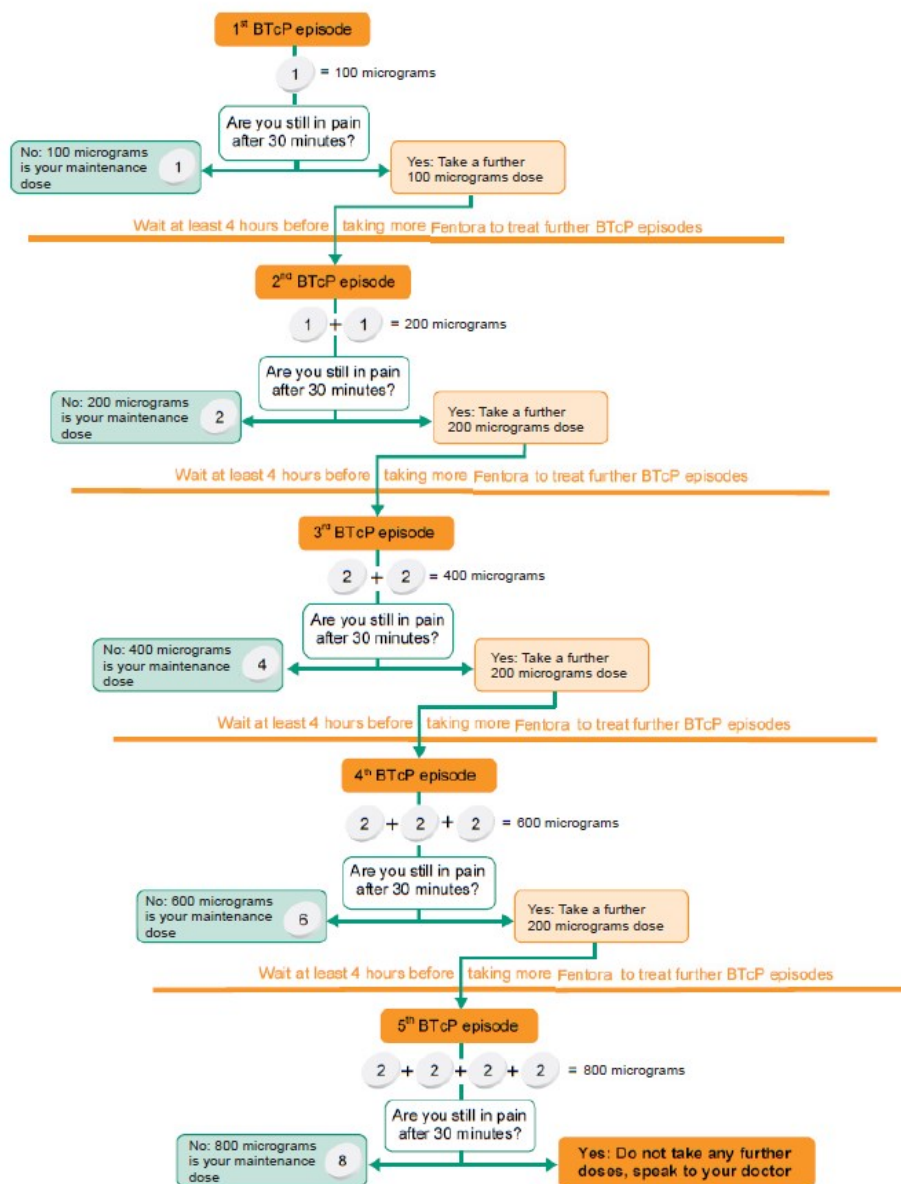 1st BTcP episode
1 = 100 micrograms
Are you still in pain
after 30 minutes?
No: 100 micrograms
is your maintenance
dose
1
Yes: Take a further
100 micrograms dose
Wait at least 4 hours before taking more Fentora to treat further BTcP episodes
2nd BTcP episode
1 + 1 = 200 micrograms
Are you still in pain
after 30 minutes?
No: 200 micrograms
is your maintenance
dose
2
Yes: Take a further
200 micrograms dose
Wait at least 4 hours before taking more Fentora to treat further BTcP episodes
3rd BTcP episode
2 + 2 = 400 micrograms
Are you still in pain
after 30 minutes?
No: 400 micrograms
is your maintenance
dose
4
Yes: Take a further
200 micrograms dose
Wait at least 4 hours before taking more Fentora to treat further BTcP episodes
4th BTcP episode
2 + 2 + 2 = 600 micrograms
Are you still in pain
after 30 minutes?
No: 600 micrograms
is your maintenance
dose
6
Yes: Take a further
200 micrograms dose
Wait at least 4 hours before taking more Fentora to treat further BTcP episodes
5th BTcP episode
2 + 2 + 2 + 2 = 800 micrograms
Are you still in pain
after 30 minutes?
No: 800 micrograms
is your maintenance
dose
8
Yes: Do not take any further
doses, speak to your doctor